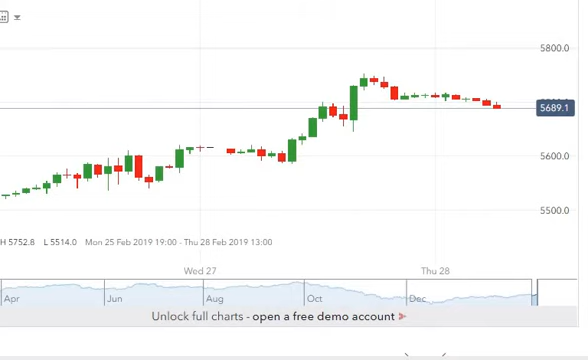 5800.0
5689.1
5600.0
5500.0
H 5752.8 L 5514.0 Mon 25 Feb 2019 19:00 - Thu 28 Feb 2019 13:00
Wed 27 Thu 28
Apr Jun Aug Oct Dec
Unlock full charts - open a free demo account